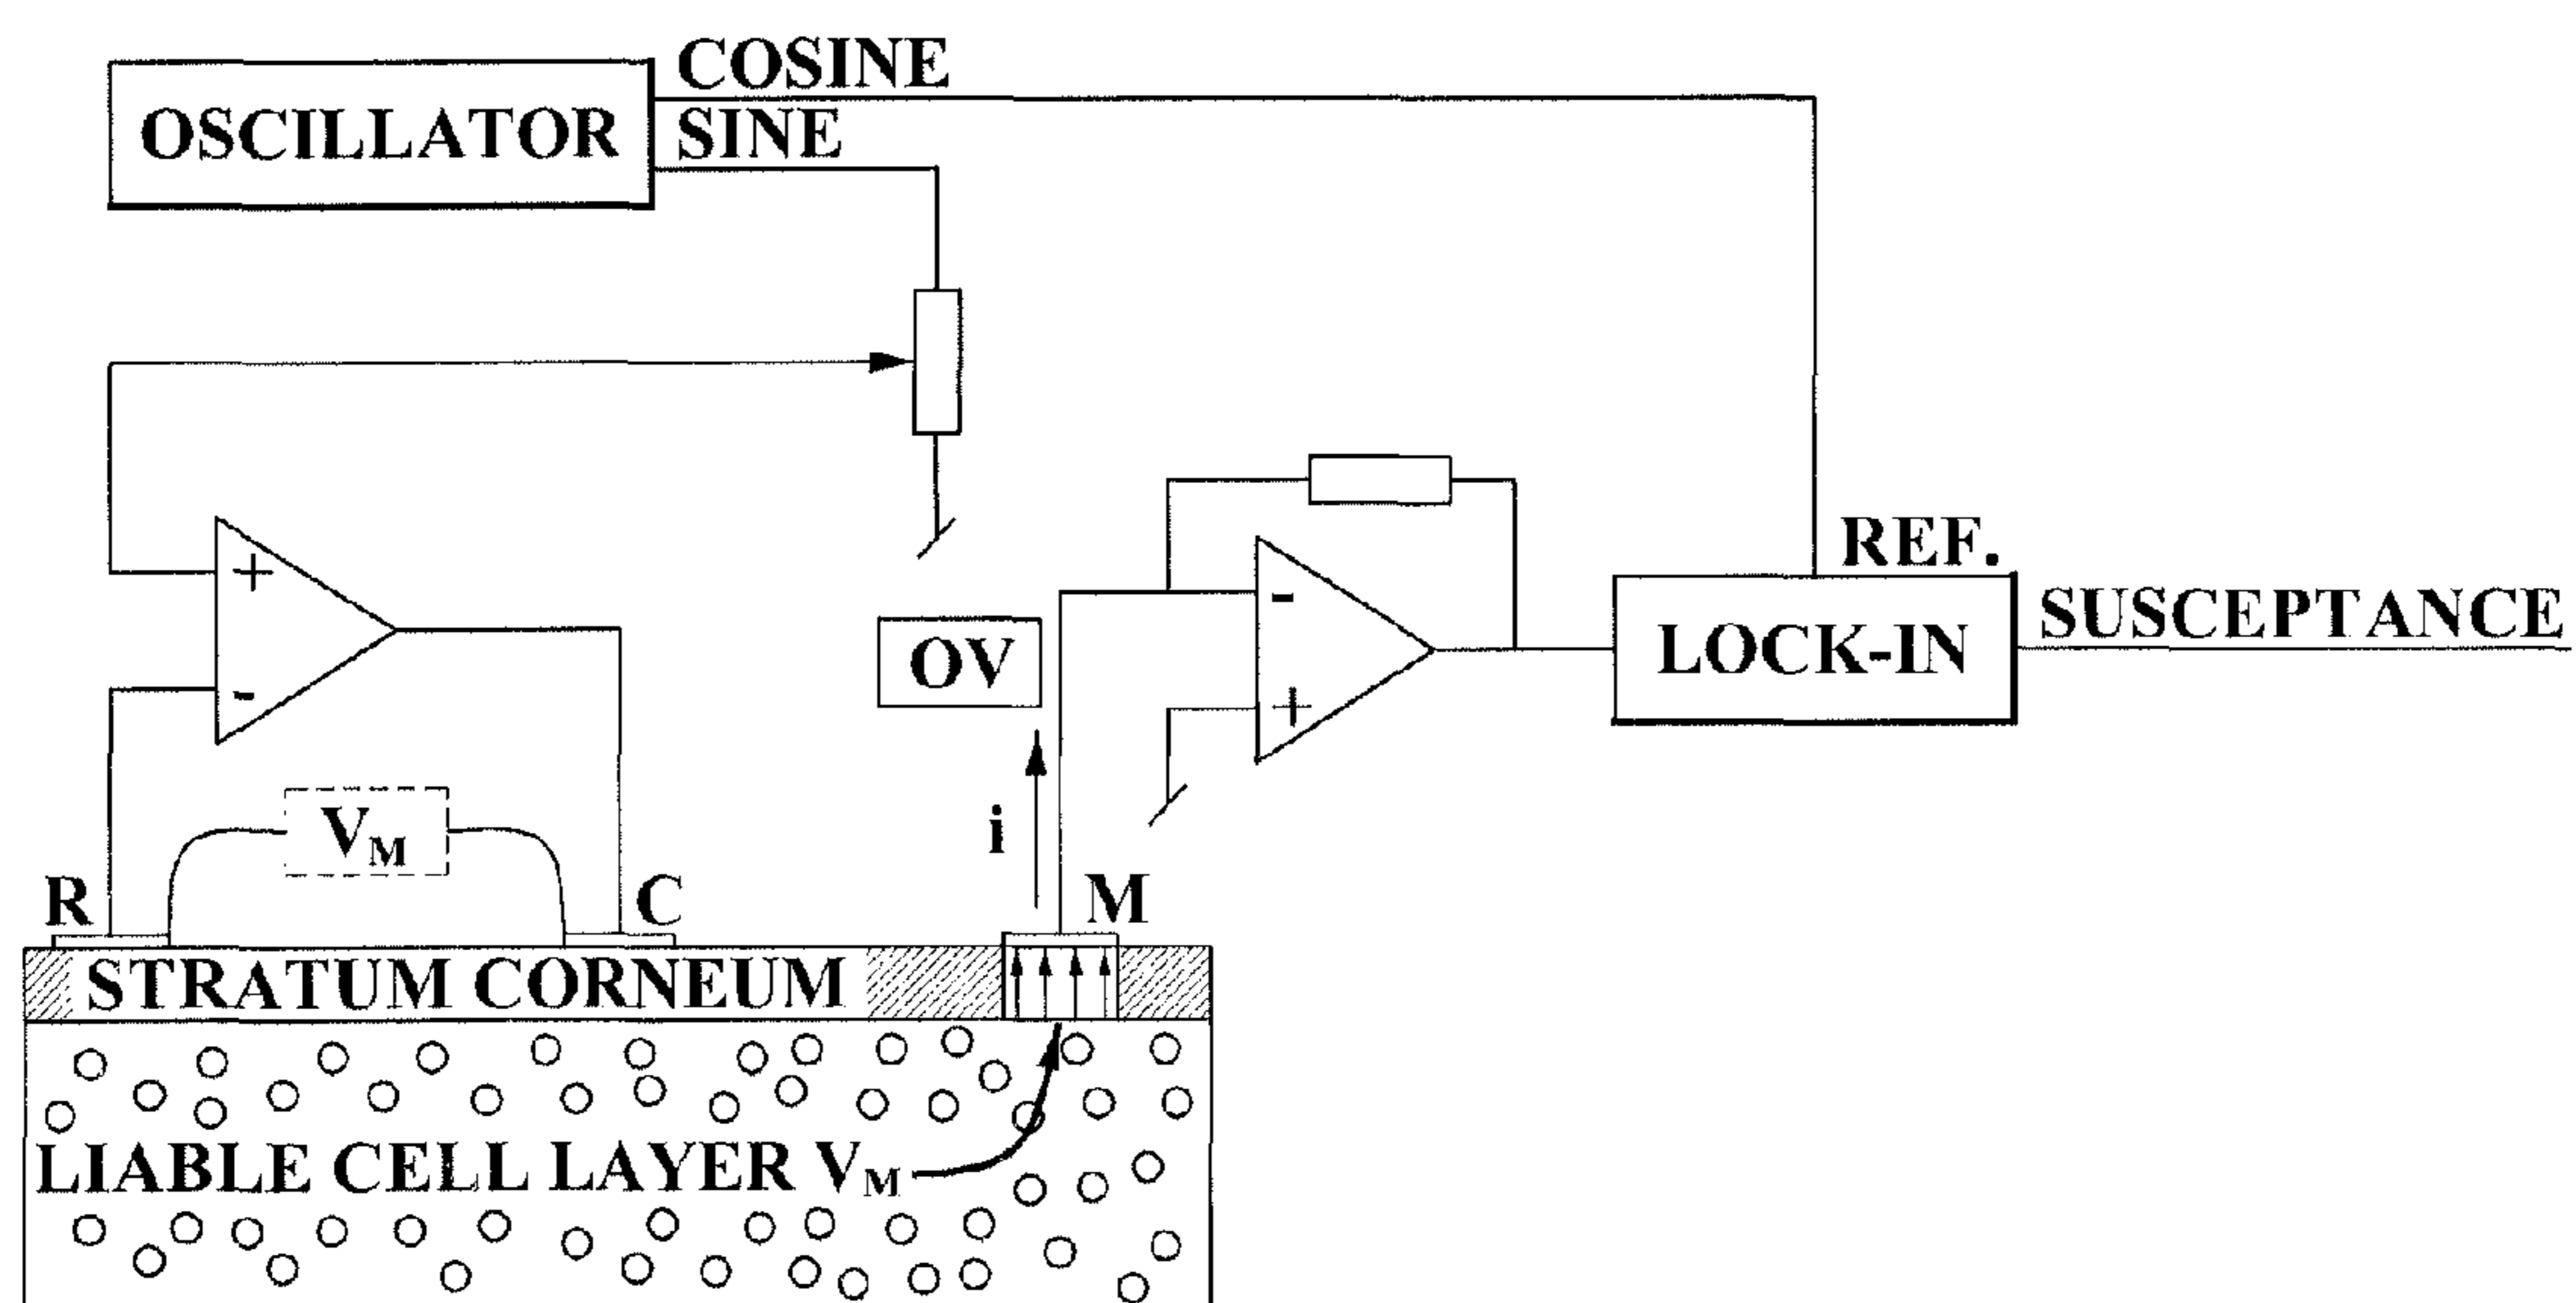 COSINE
OSCILLATOR
SINE
+
-
REF.
-
OV
LOCK-IN
SUSCEPTANCE
+
i
VM
R
C
M
STRATUM CORNEUM
LIABLE CELL LAYER VM